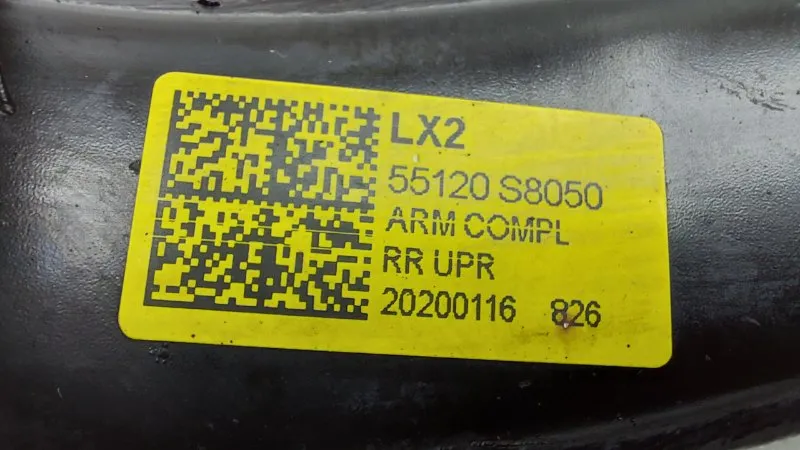 LX2
55120 S8050
ARM COMPL
RR UPR
20200116 826